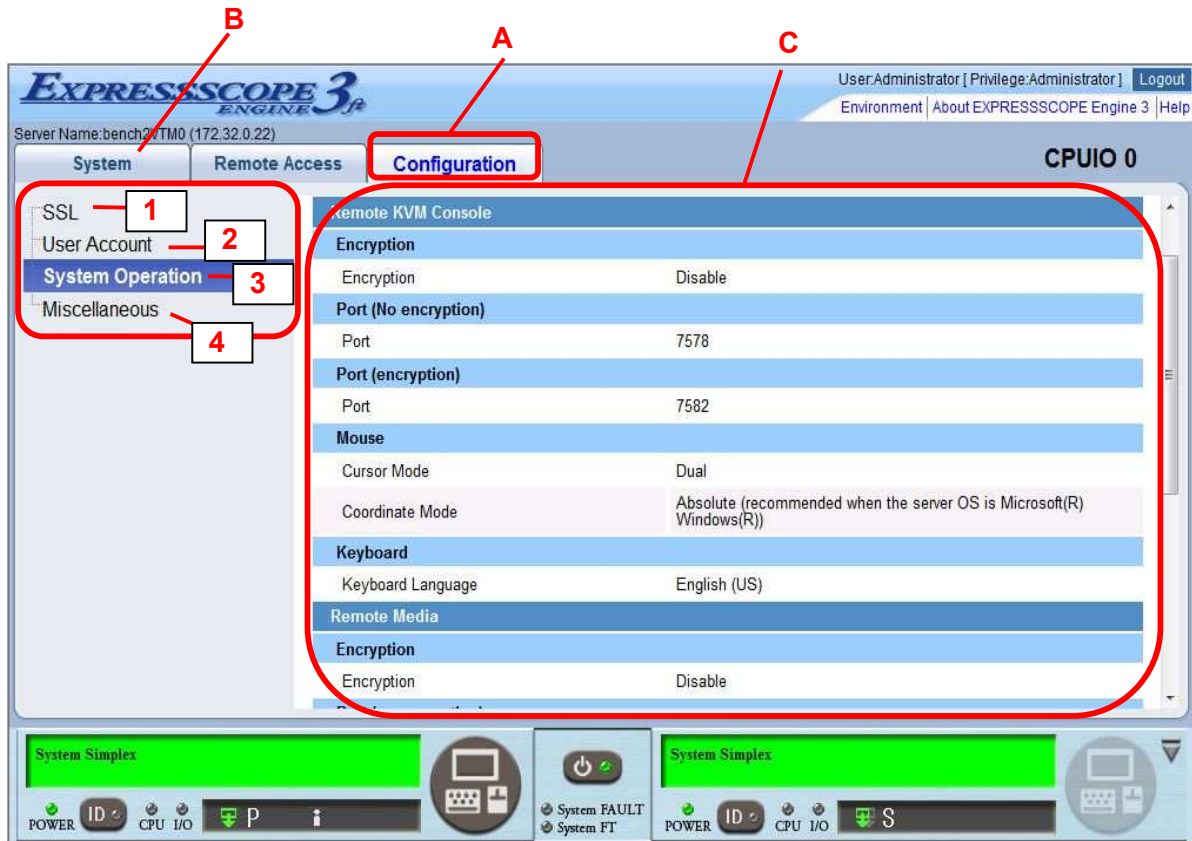 B
A
C
EXPRESSSCOPE
ENGINE 3 ft
User:Administrator [ Privilege:Administrator ] Logout
Environment About EXPRESSSCOPE Engine 3 Help
Server Name:bench2VTM0 (172.32.0.22)
System Remote Access Configuration CPUIO 0
SSL 1
User Account 2
System Operation 3
Miscellaneous 4
Remote KVM Console
Encryption
Encryption Disable
Port (No encryption)
Port 7578
Port (encryption)
Port 7582
Mouse
Cursor Mode Dual
Coordinate Mode Absolute (recommended when the server OS is Microsoft(R)
Windows(R))
Keyboard
Keyboard Language English (US)
Remote Media
Encryption
Encryption Disable
System Simplex
POWER ID CPU I/O P i
System FAULT
System FT
System Simplex
POWER ID CPU I/O S